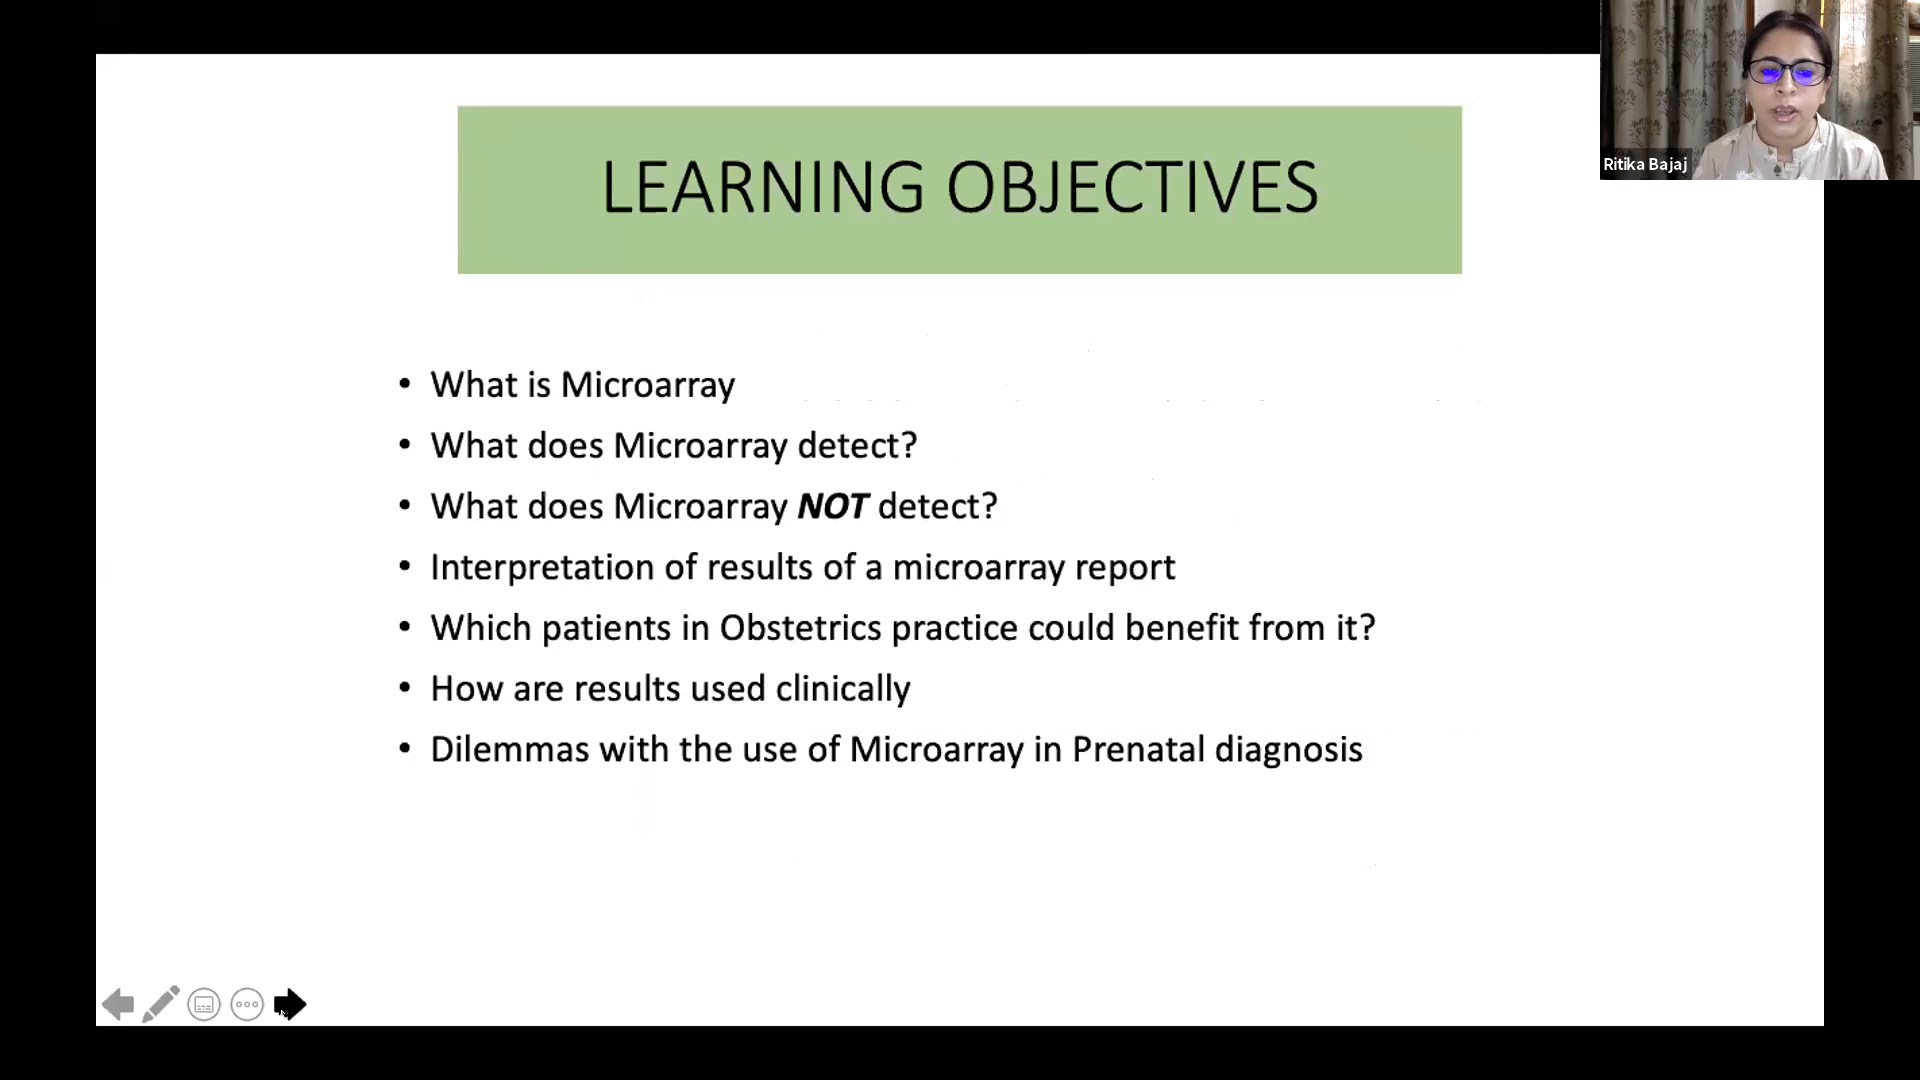 LEARNING OBJECTIVES
Ritika Bajaj
• What is Microarray
• What does Microarray detect?
• What does Microarray NOT detect?
• Interpretation of results of a microarray report
• Which patients in Obstetrics practice could benefit from it?
• How are results used clinically
• Dilemmas with the use of Microarray in Prenatal diagnosis